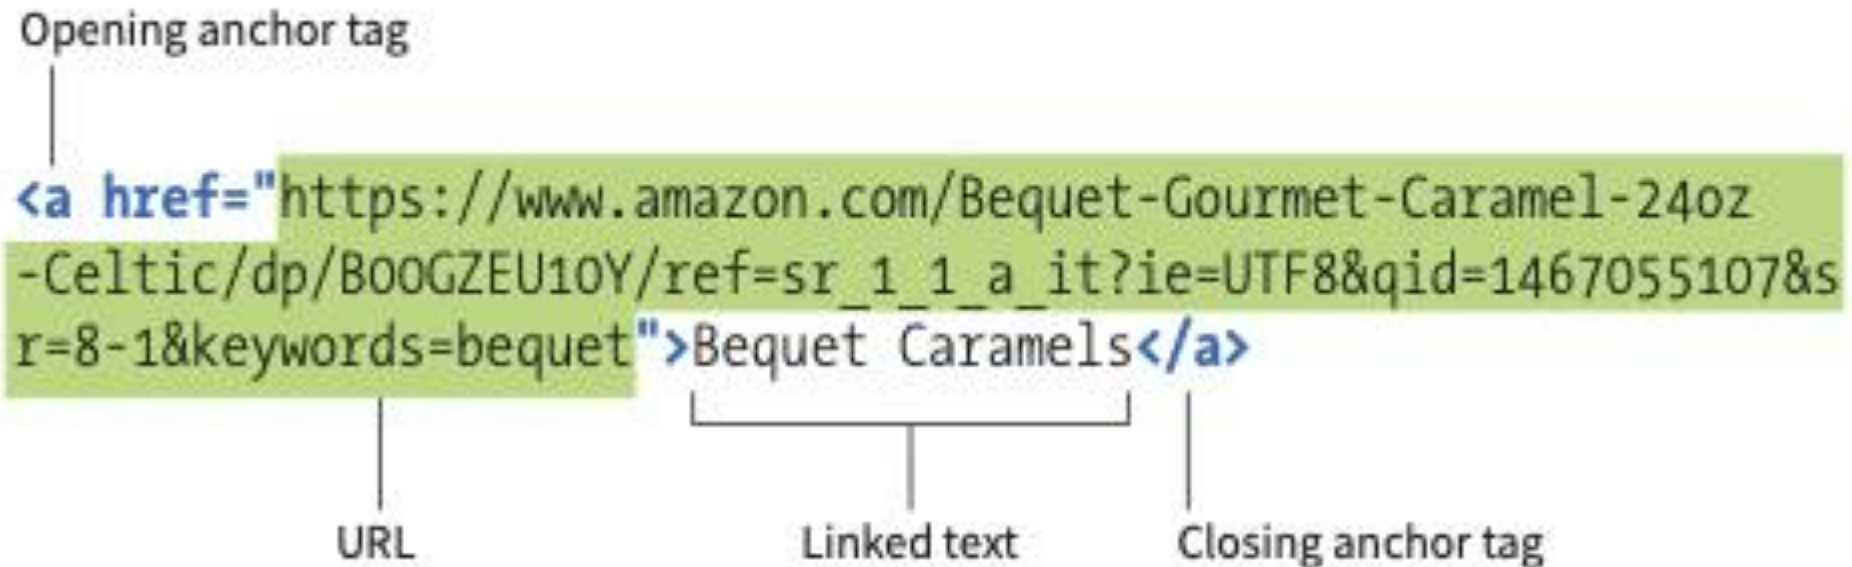 Opening anchor tag
<a href="https://www.amazon.com/Bequet-Gourmet-Caramel-24oz
-Celtic/dp/B00GZEU10Y/ref=sr_1_1_a_it?ie=UTF8&qid=1467055107&s
r=8-1&keywords=bequet">Bequet Caramels</a>
URL
Linked text
Closing anchor tag